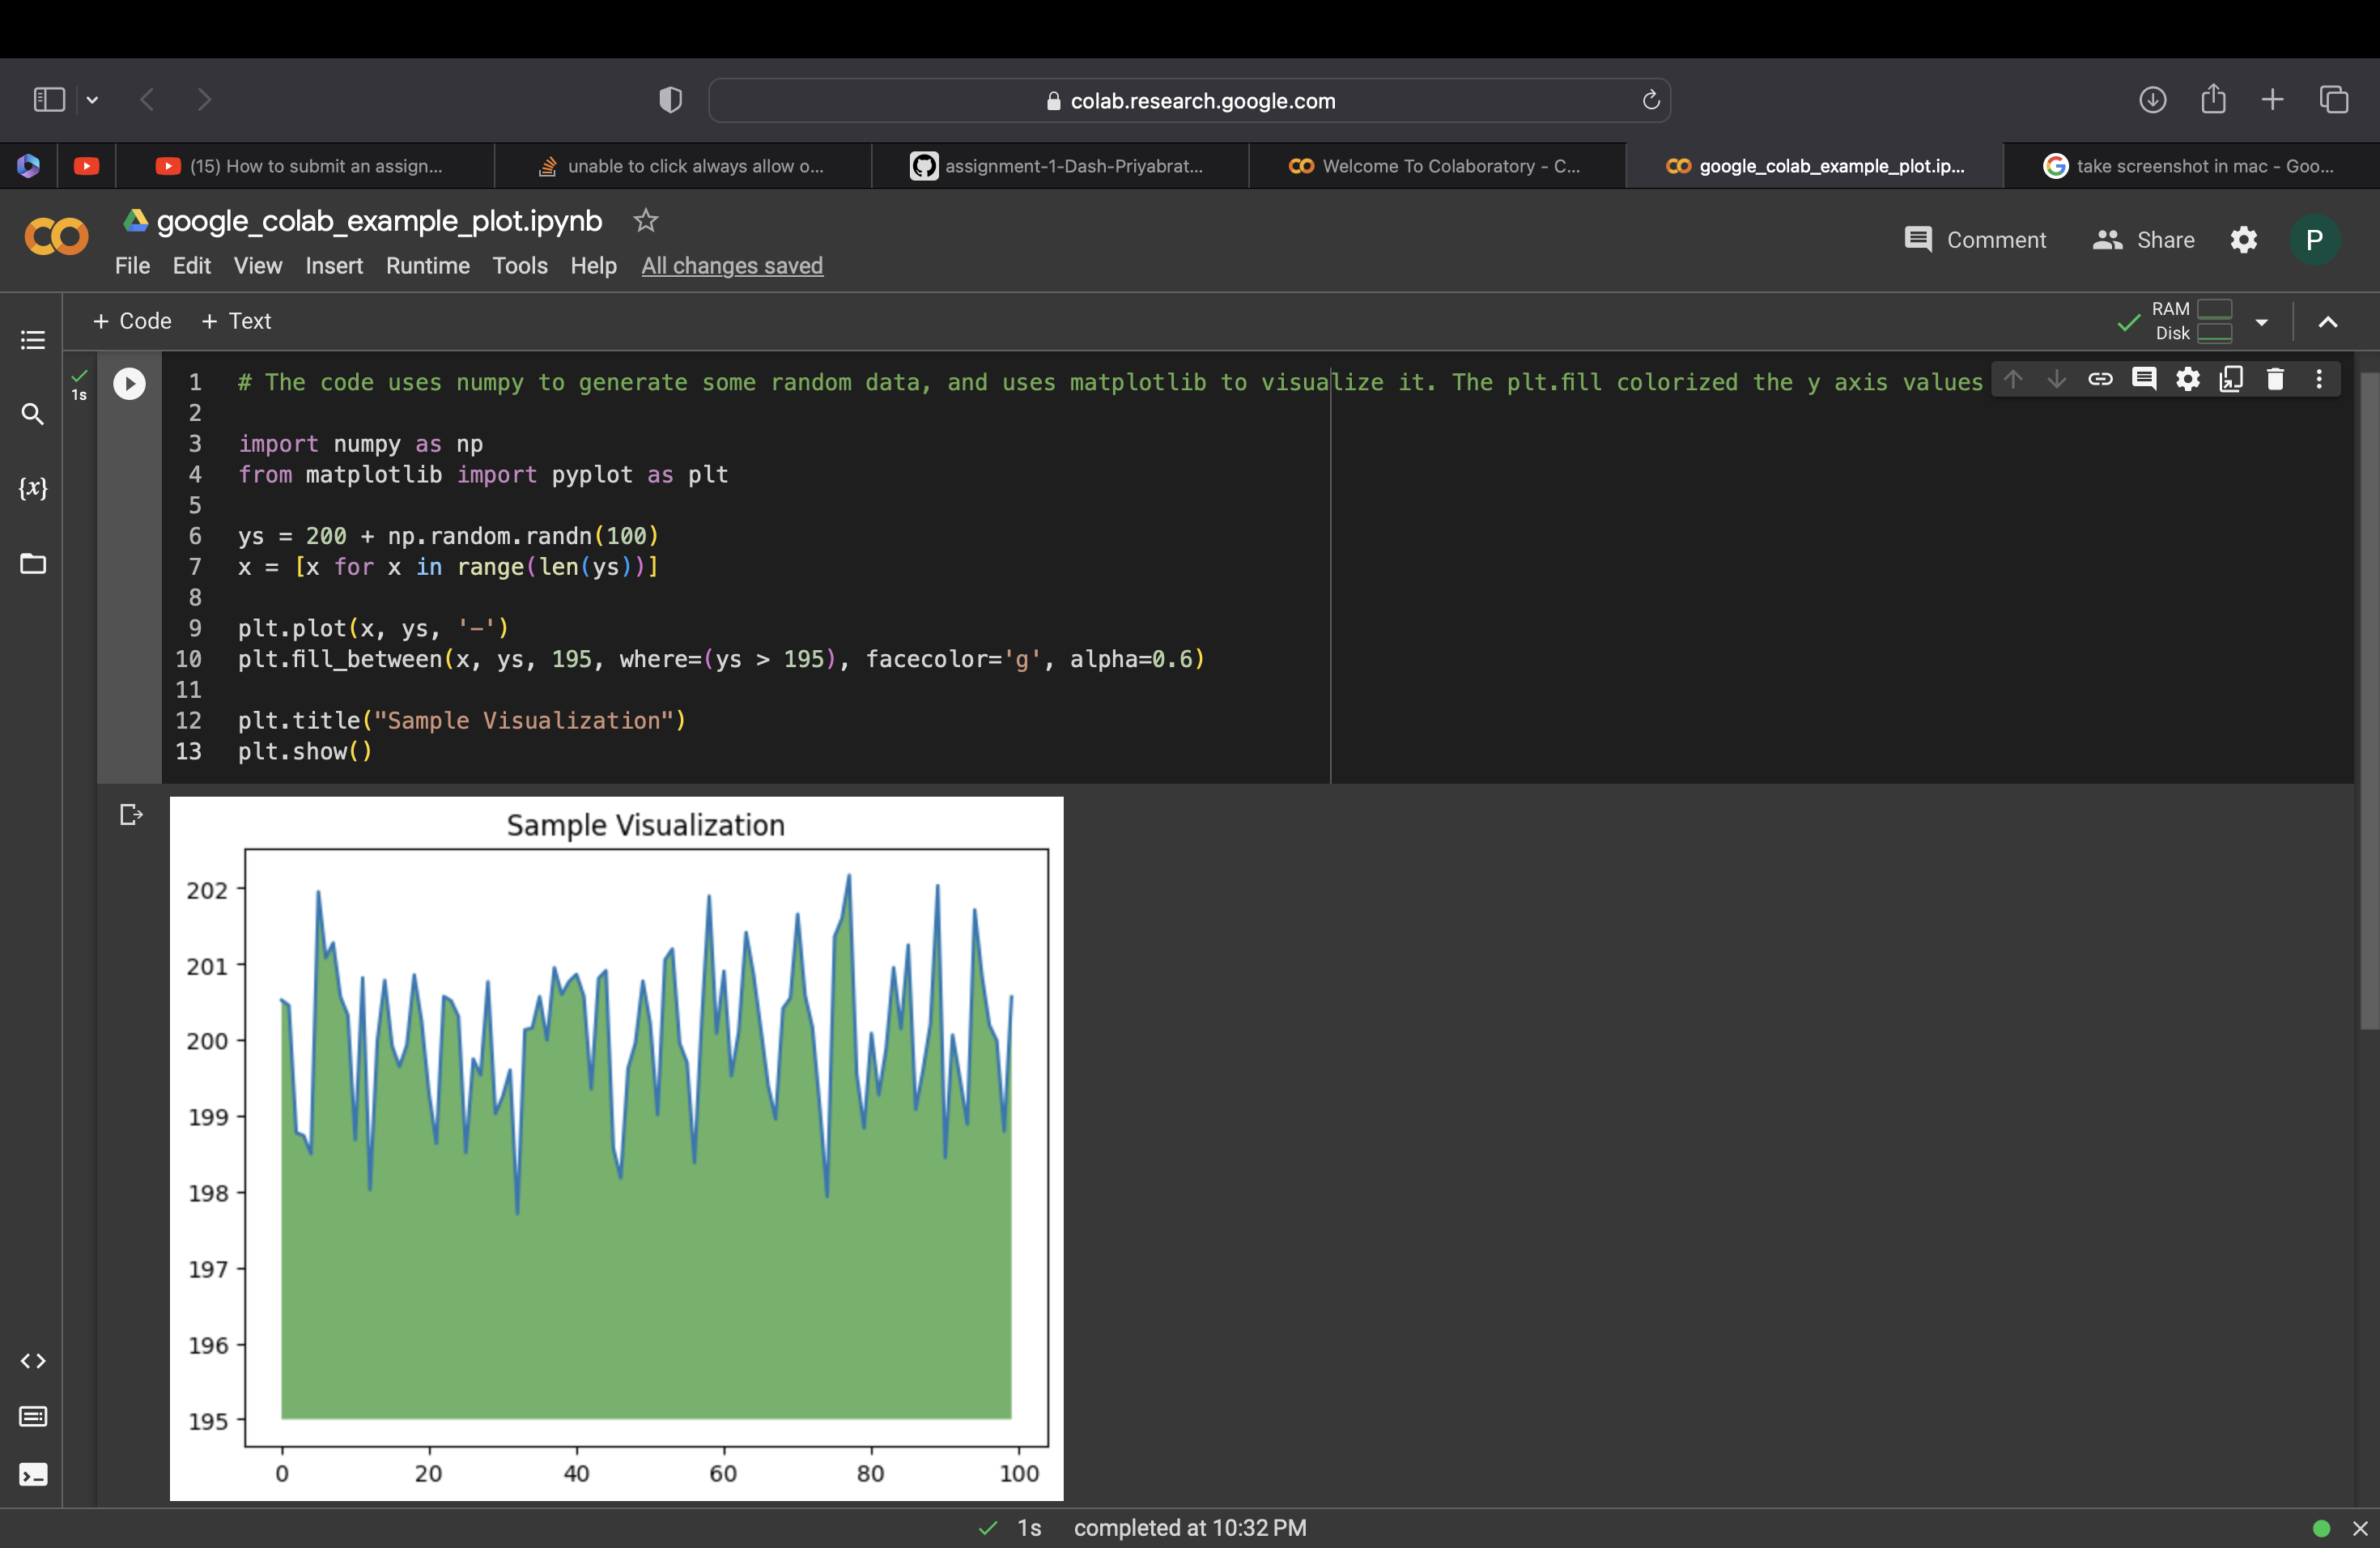 colab.research.google.com
(15) How to submit an assign...
unable to click always allow o...
assignment-1-Dash-Priyabrat...
Welcome To Colaboratory - C...
google_colab_example_plot.ip...
take screenshot in mac - Goo...
google_colab_example_plot.ipynb
Comment
Share
P
File Edit View Insert Runtime Tools Help All changes saved
+ Code + Text
RAM
Disk
1s
1 # The code uses numpy to generate some random data, and uses matplotlib to visualize it. The plt.fill colorized the y axis values
2
3 import numpy as np
4 from matplotlib import pyplot as plt
5
6 ys = 200 + np.random.randn(100)
7 x = [x for x in range(len(ys))]
8
9 plt.plot(x, ys, '-')
10 plt.fill_between(x, ys, 195, where=(ys > 195), facecolor='g', alpha=0.6)
11
12 plt.title("Sample Visualization")
13 plt.show()
{x}
Sample Visualization
202
201
200
199
198
197
196
195
0 20 40 60 80 100
1s completed at 10:32 PM